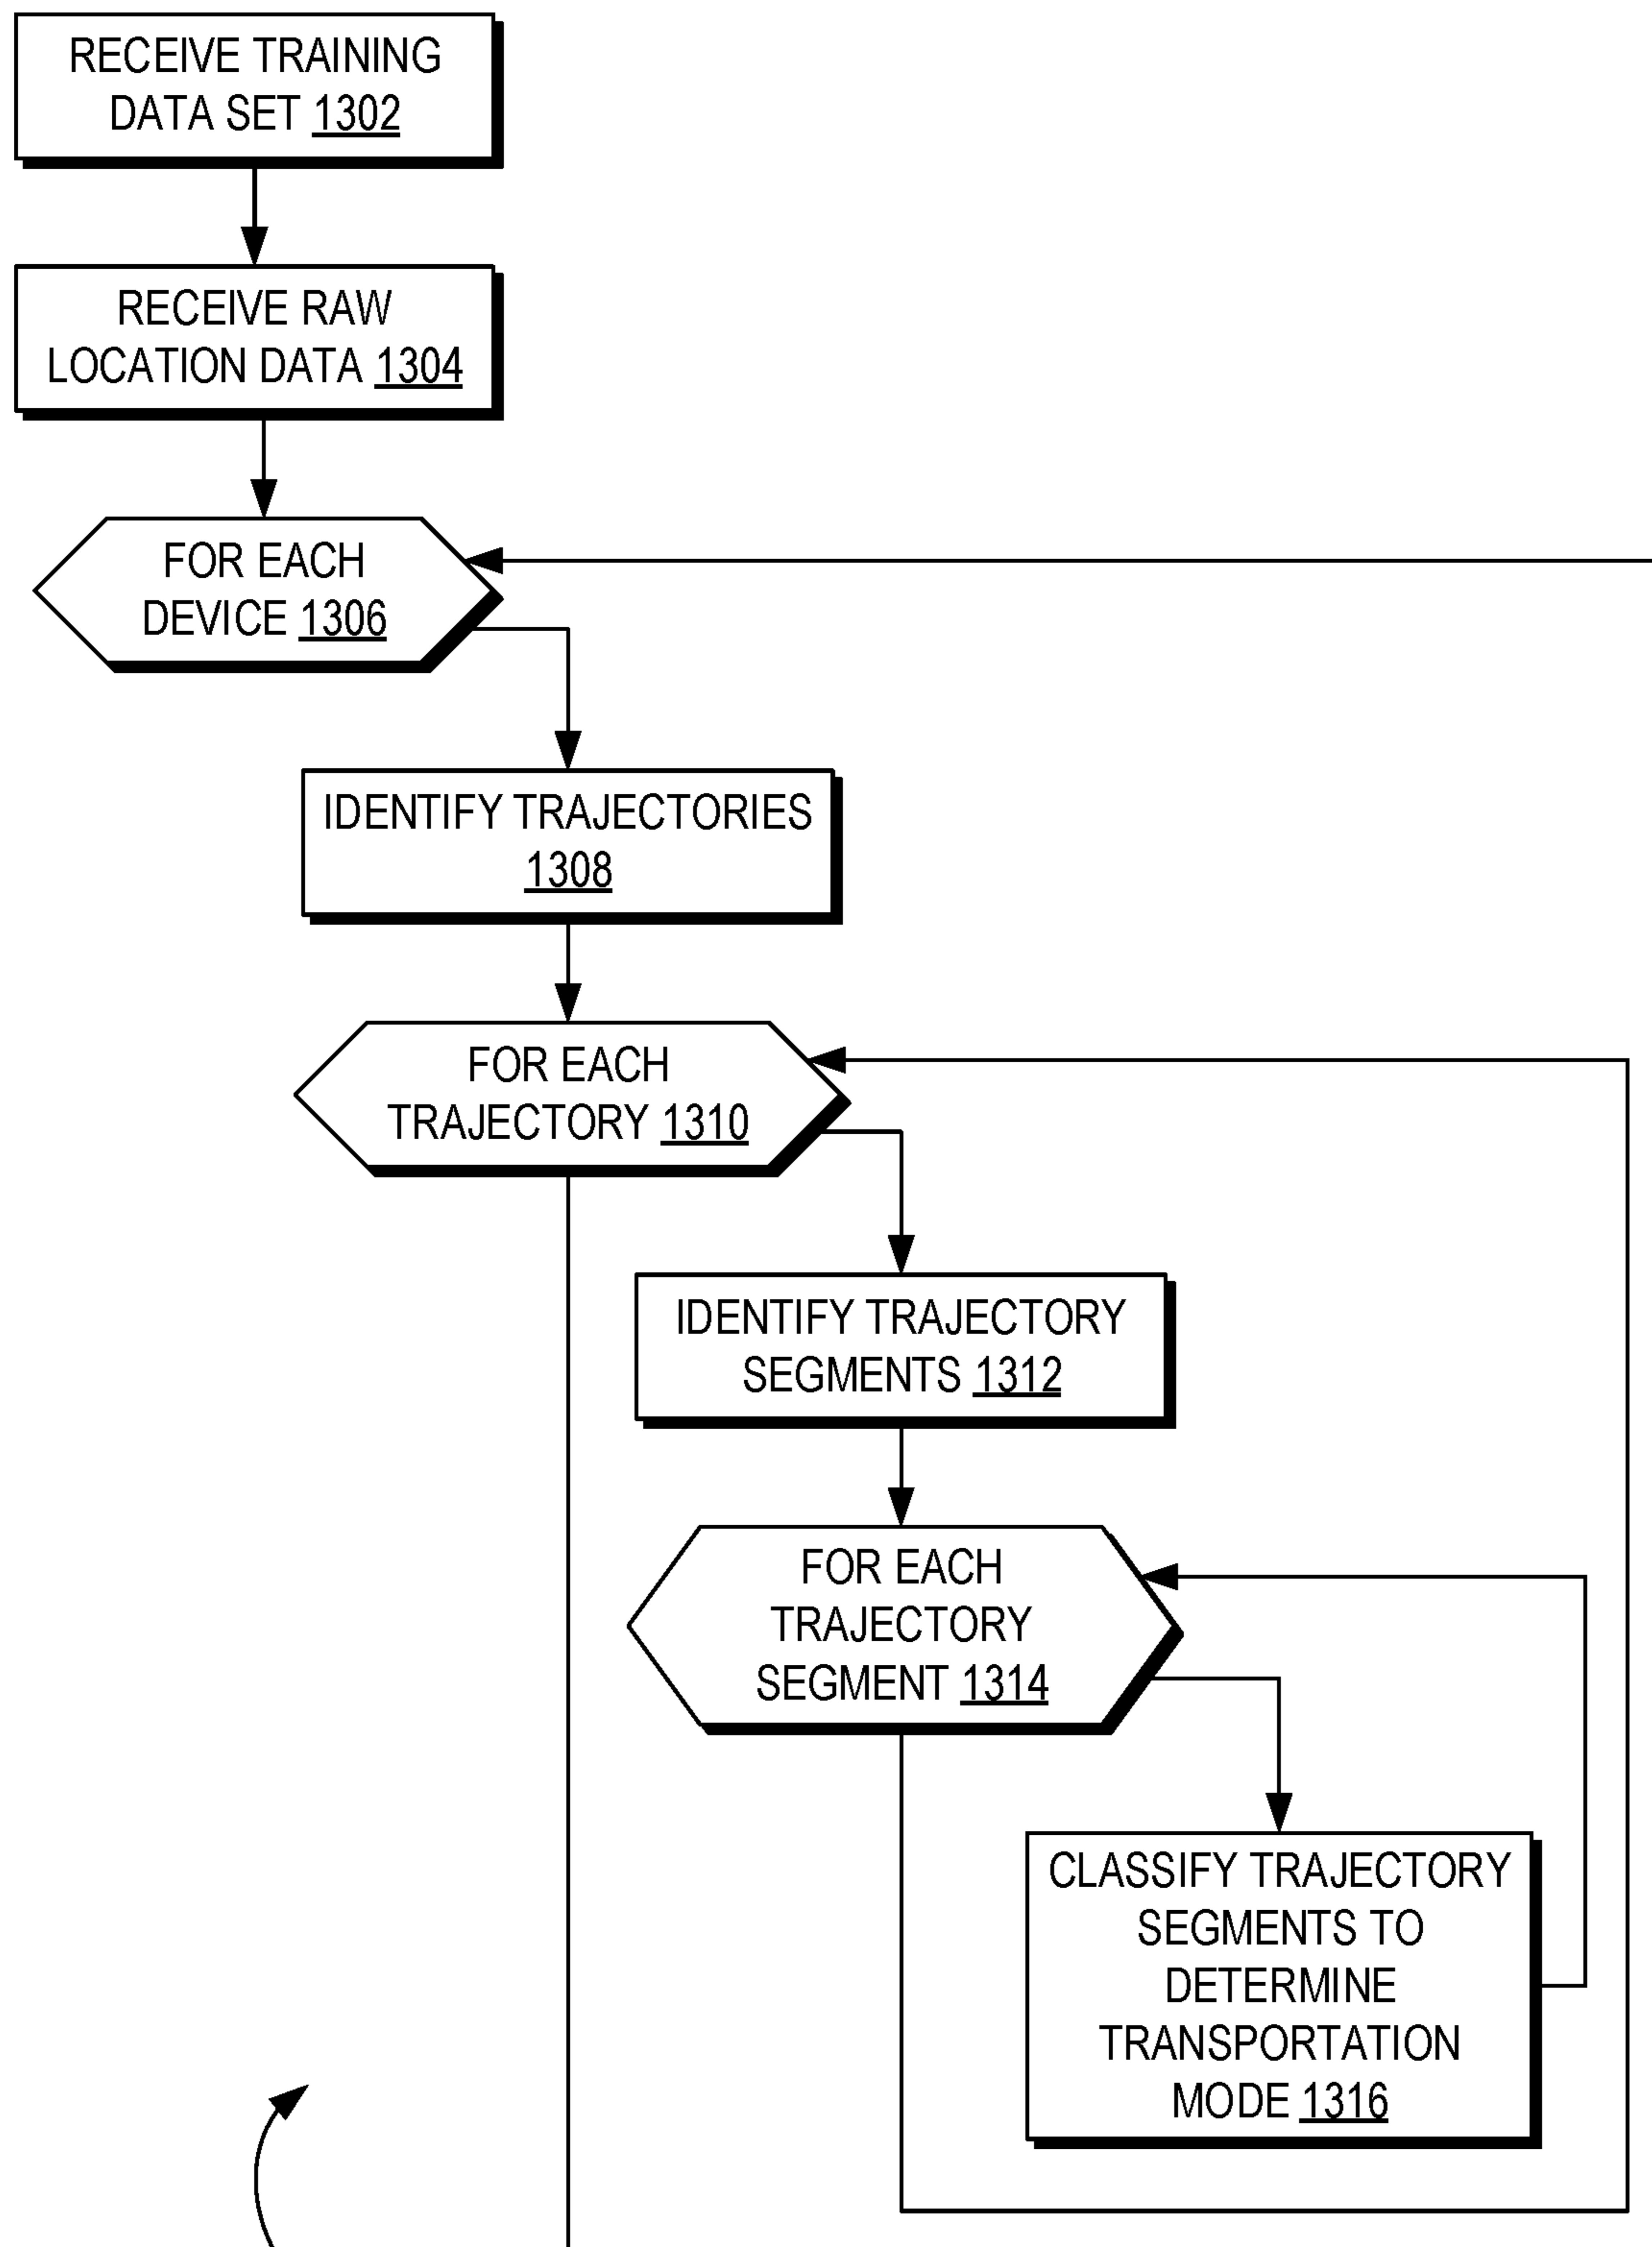 RECEIVE TRAINING
DATA SET 1302
RECEIVE RAW
LOCATION DATA 1304
FOR EACH
DEVICE 1306
IDENTIFY TRAJECTORIES
1308
FOR EACH
TRAJECTORY 1310
IDENTIFY TRAJECTORY
SEGMENTS 1312
FOR EACH
TRAJECTORY
SEGMENT 1314
CLASSIFY TRAJECTORY
SEGMENTS TO
DETERMINE
TRANSPORTATION
MODE 1316